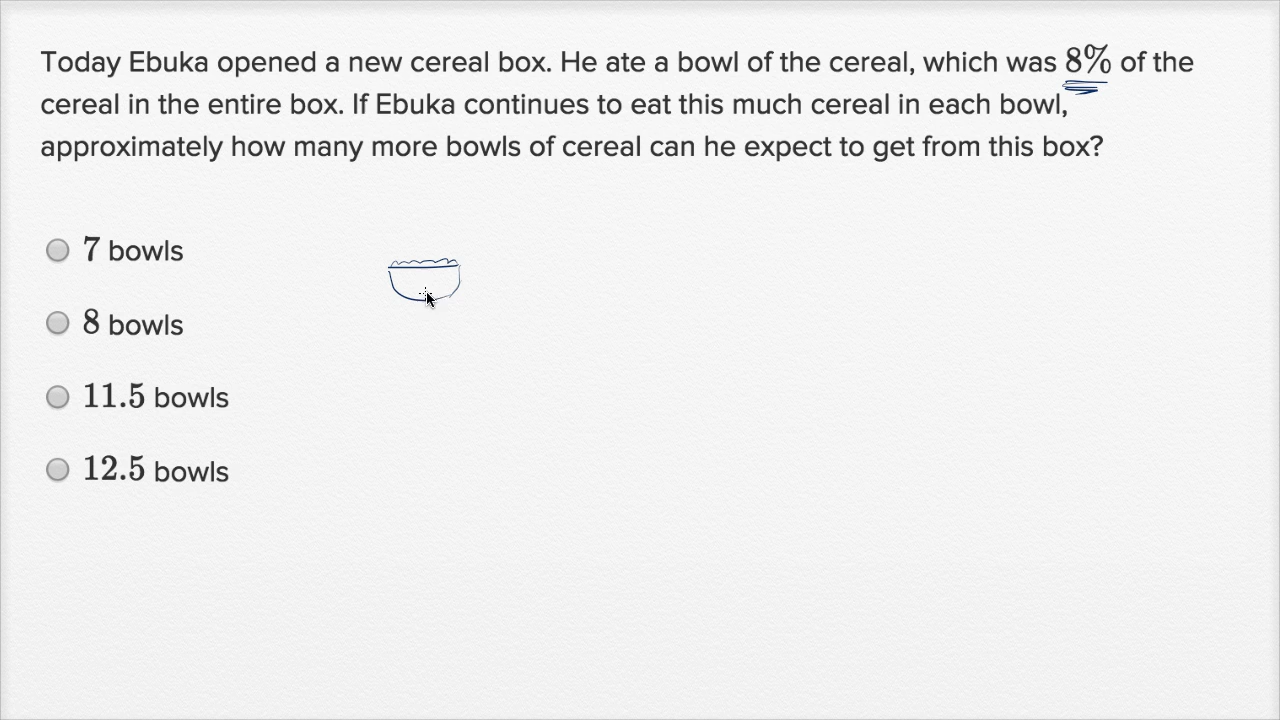 Today Ebuka opened a new cereal box. He ate a bowl of the cereal, which was 8% of the
cereal in the entire box. If Ebuka continues to eat this much cereal in each bowl,
approximately how many more bowls of cereal can he expect to get from this box?
7 bowls
8 bowls
11.5 bowls
12.5 bowls